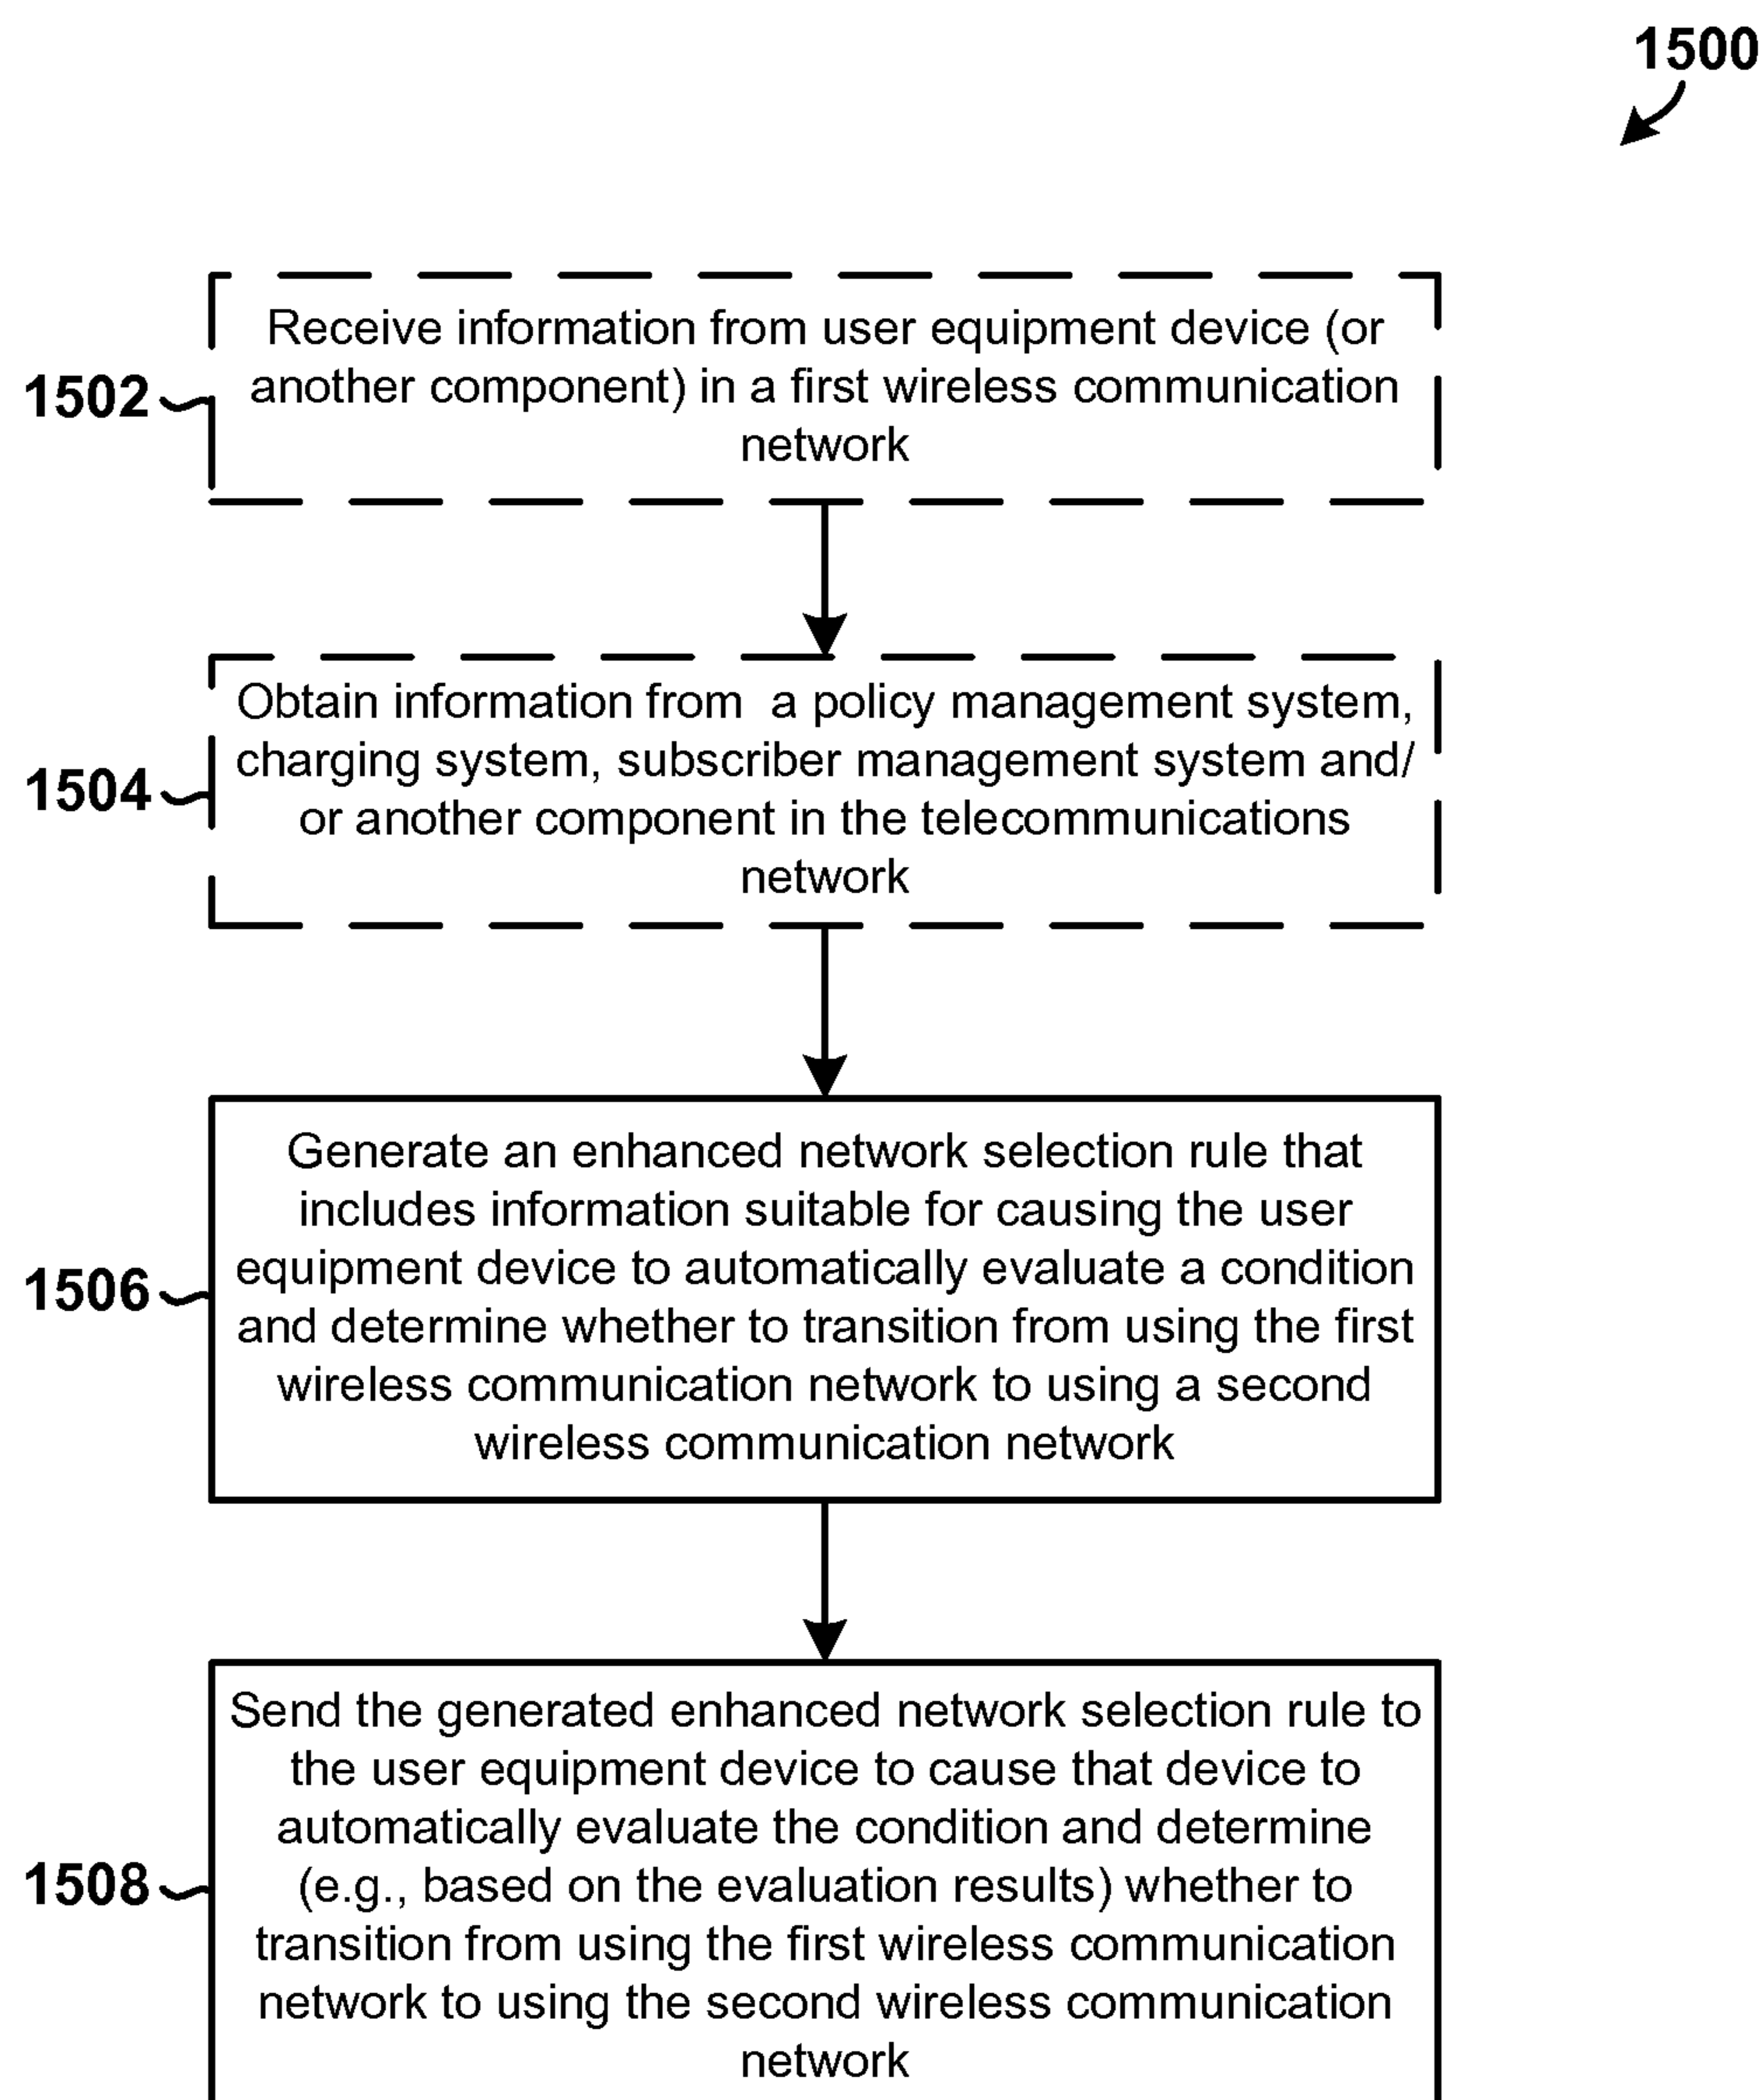 1500
Receive information from user equipment device (or
another component) in a first wireless communication
network
1502
Obtain information from a policy management system,
charging system, subscriber management system and/
or another component in the telecommunications
network
1504
Generate an enhanced network selection rule that
includes information suitable for causing the user
equipment device to automatically evaluate a condition
and determine whether to transition from using the first
wireless communication network to using a second
wireless communication network
1506
Send the generated enhanced network selection rule to
the user equipment device to cause that device to
automatically evaluate the condition and determine
(e.g., based on the evaluation results) whether to
transition from using the first wireless communication
network to using the second wireless communication
network
1508